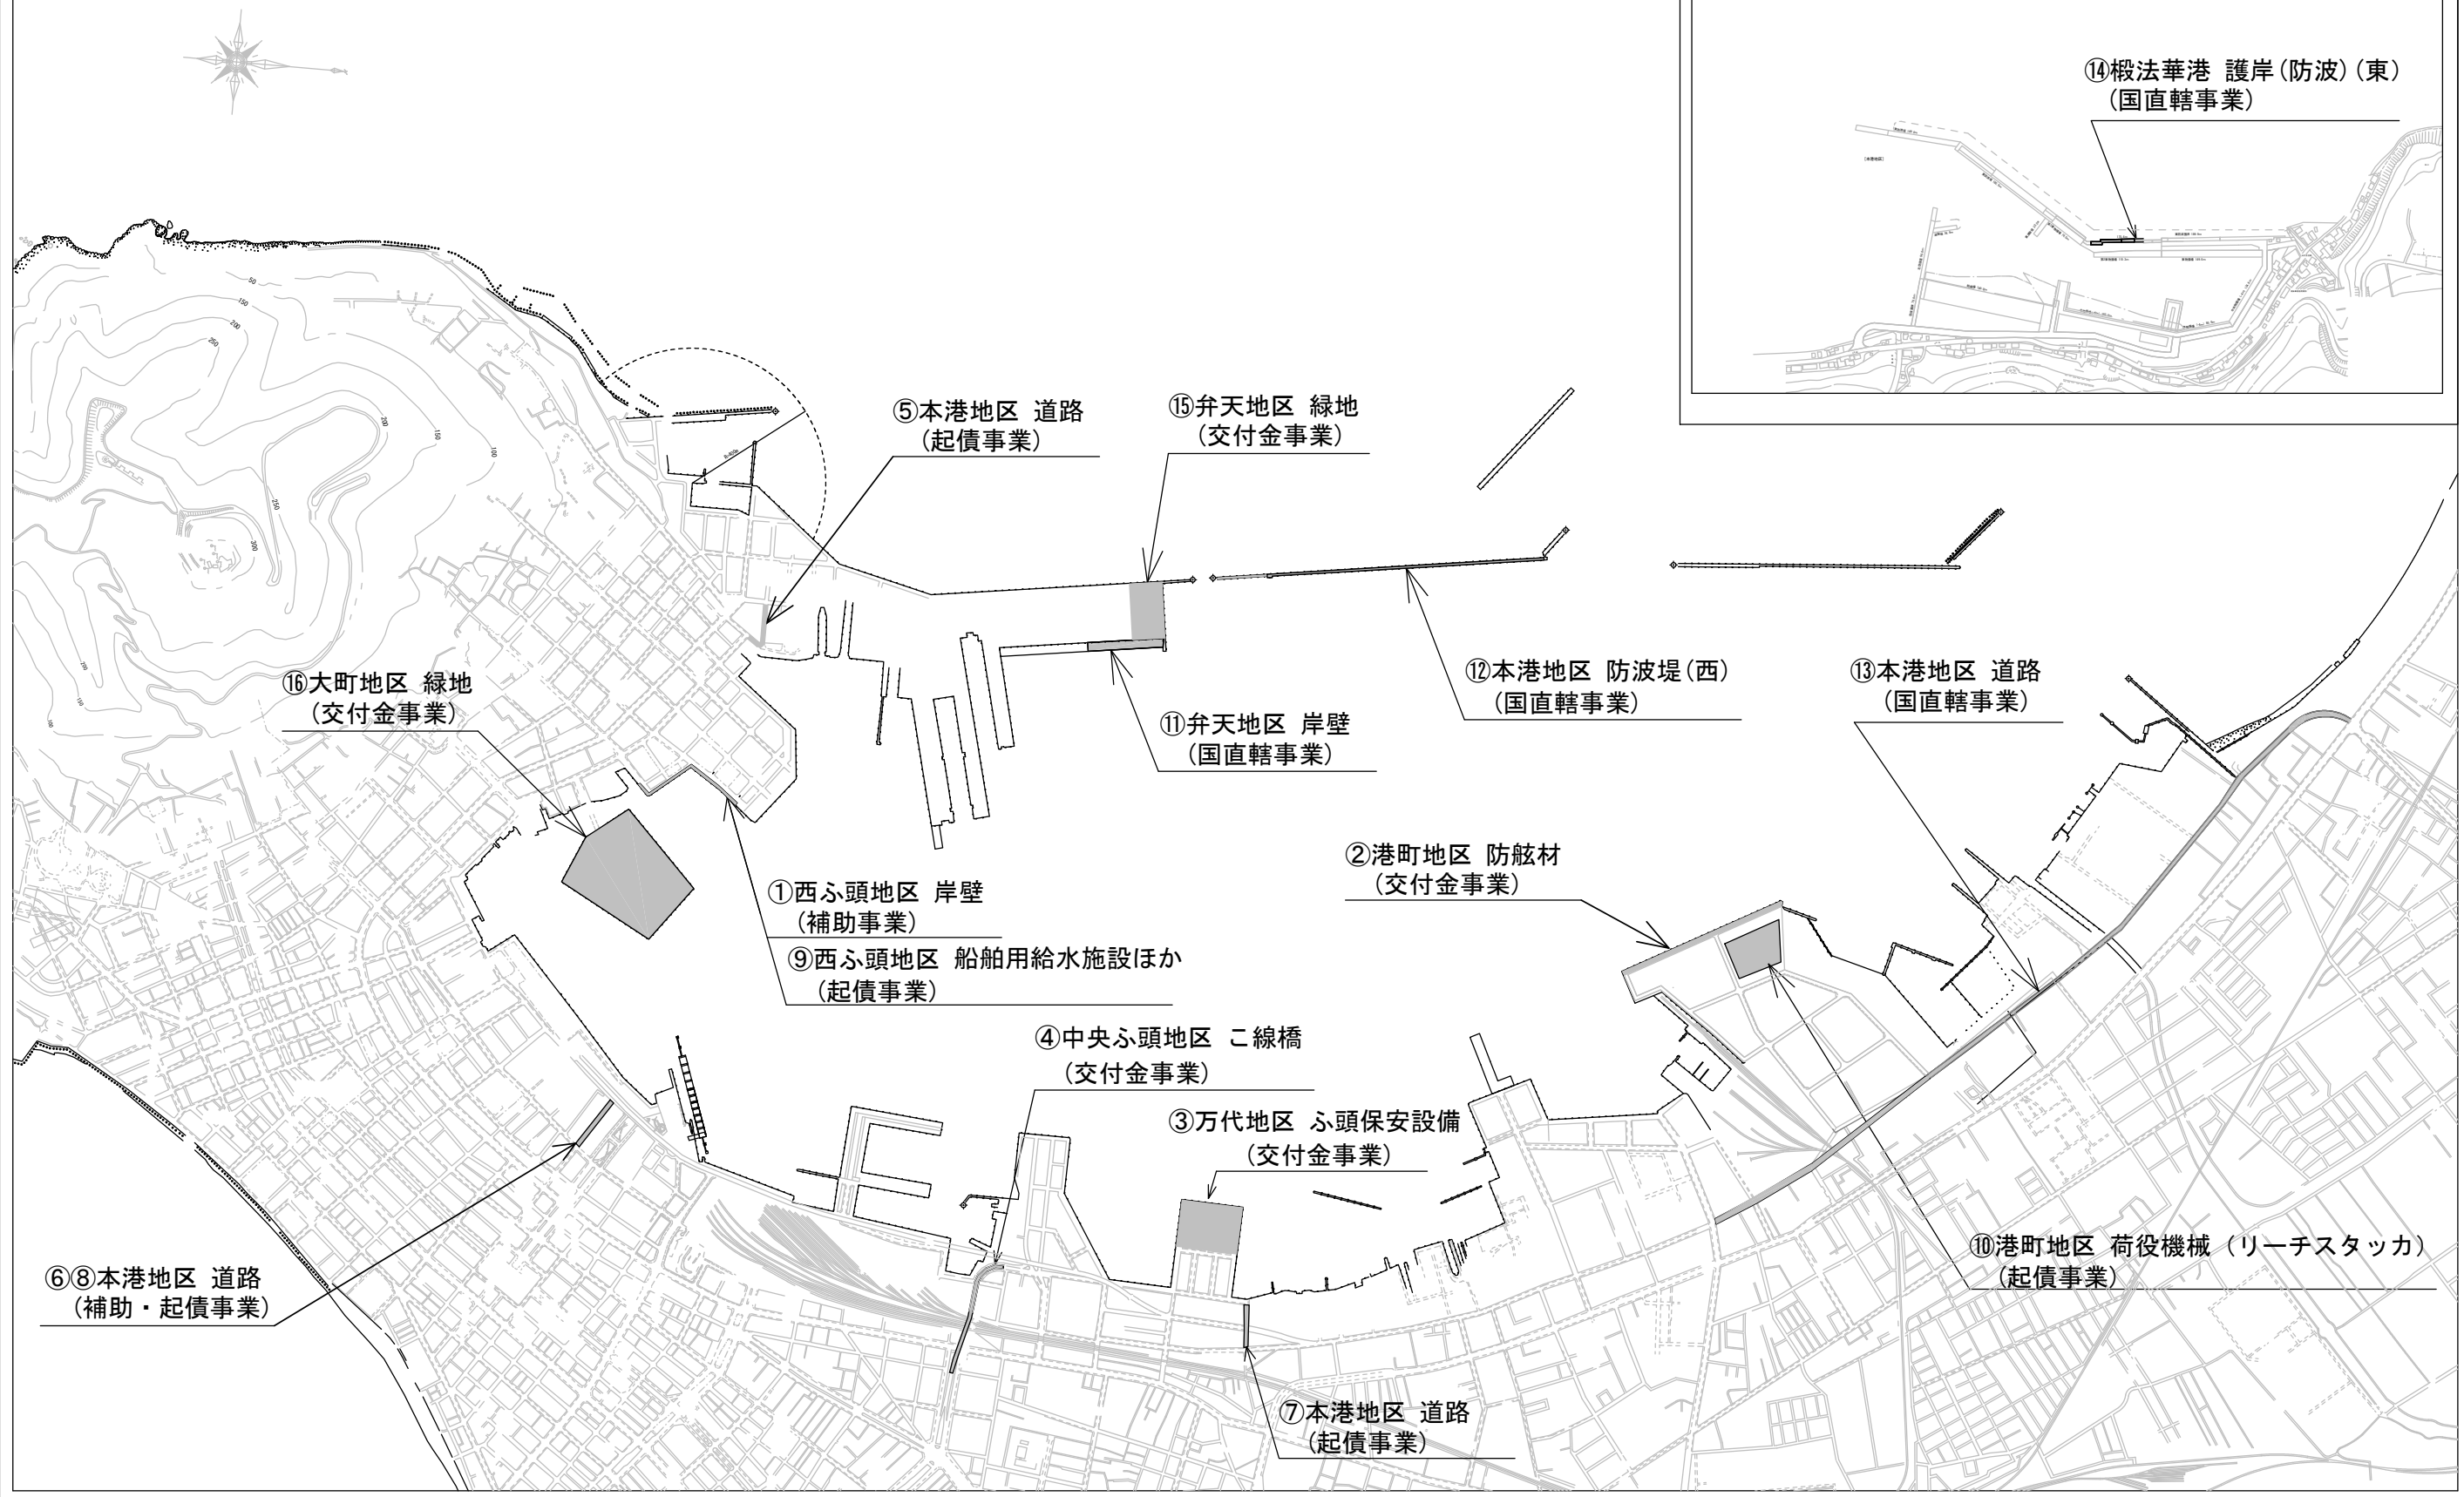 ⑭椴法華港 護岸(防波)(東)
(国直轄事業)
⑤本港地区 道路
(起債事業)
⑮弁天地区 緑地
(交付金事業)
⑯大町地区 緑地
(交付金事業)
⑫本港地区 防波堤(西)
(国直轄事業)
⑬本港地区 道路
(国直轄事業)
⑪弁天地区 岸壁
(国直轄事業)
②港町地区 防舷材
(交付金事業)
①西ふ頭地区 岸壁
(補助事業)
⑨西ふ頭地区 船舶用給水施設ほか
(起債事業)
④中央ふ頭地区 こ線橋
(交付金事業)
③万代地区 ふ頭保安設備
(交付金事業)
⑥⑧本港地区 道路
(補助・起債事業)
⑩港町地区 荷役機械(リーチスタッカ)
(起債事業)
⑦本港地区 道路
(起債事業)
50
150
200
250
200
150
100
250
300